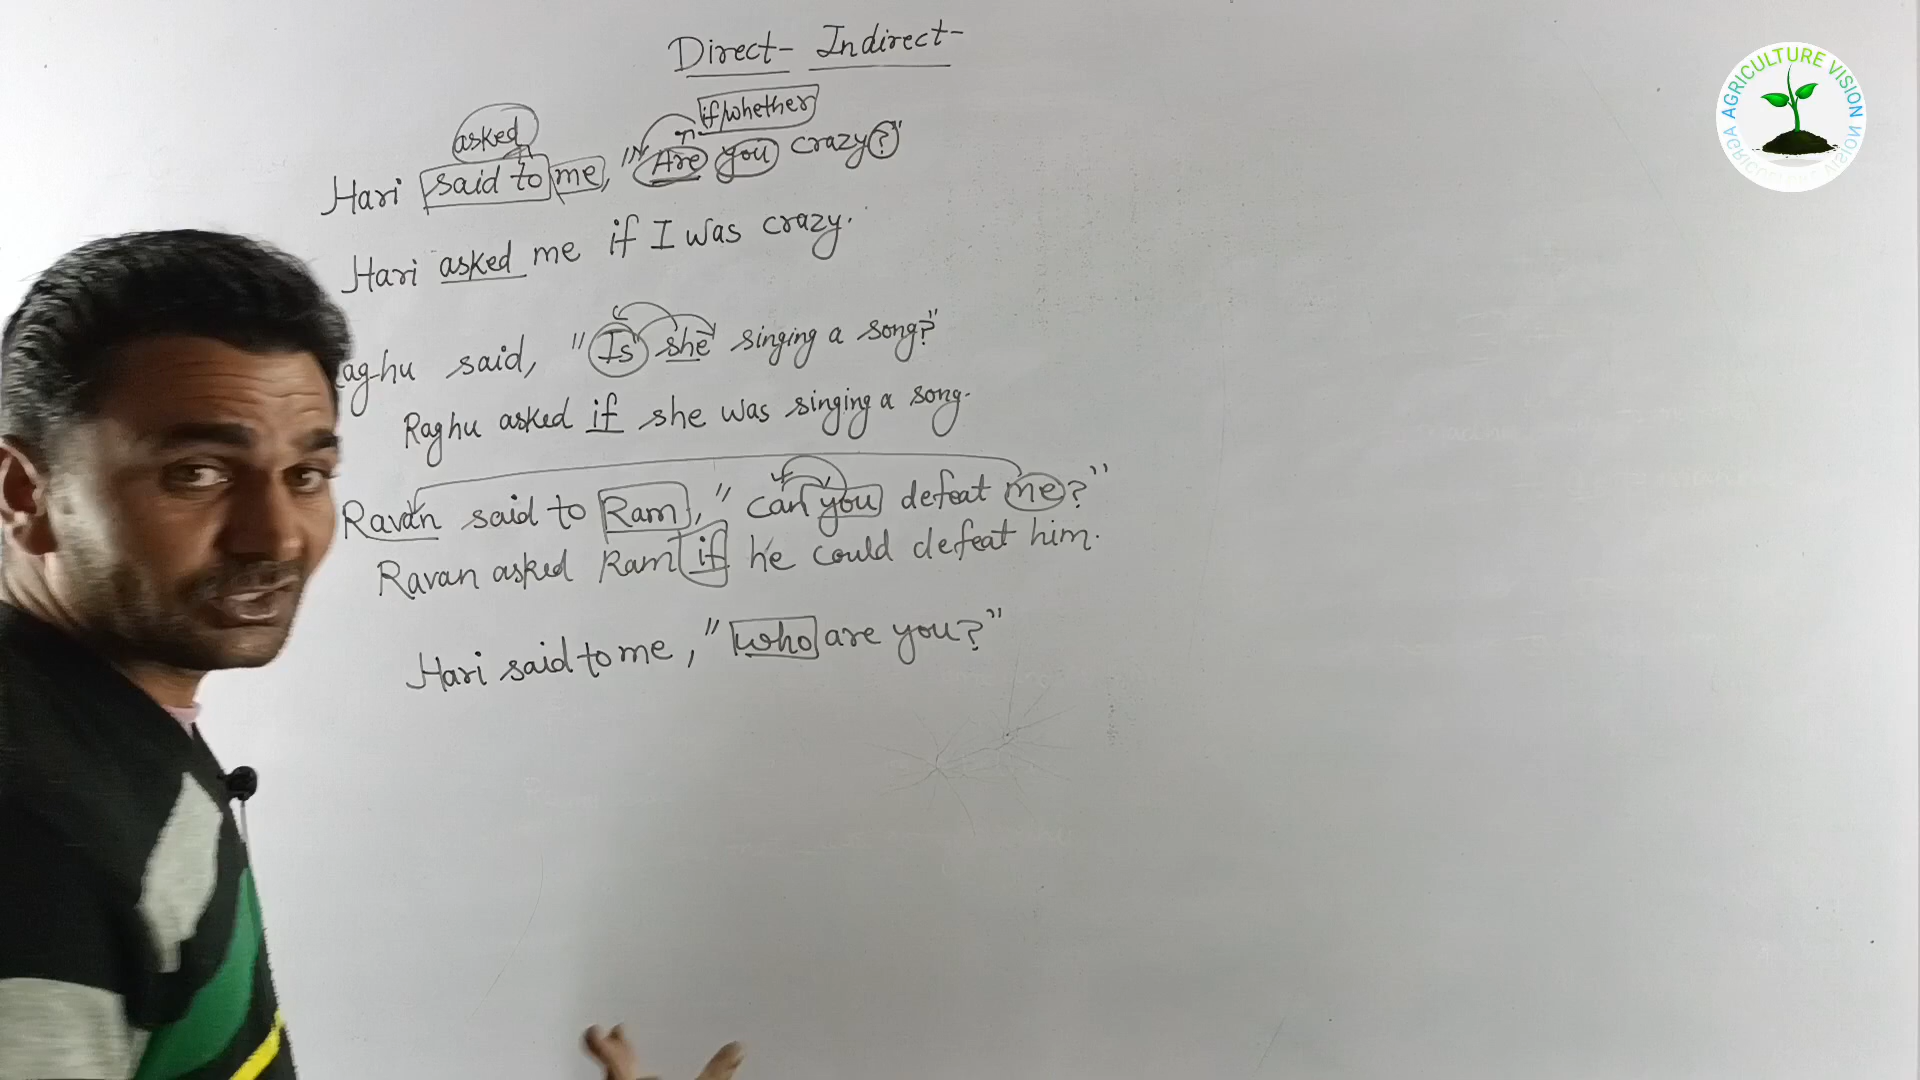 Direct- Indirect-
if/whether
asked
Hari said to me, "Are you crazy?"
Hari asked me if I was crazy.
aghu said, "Is she singing a song?"
Raghu asked if she was singing a song.
Ravan said to Ram, "can you defeat me?"
Ravan asked Ram if he could defeat him.
Hari said to me, "who are you?"
AGRICULTURE VISION
AGRICULTURE VISION